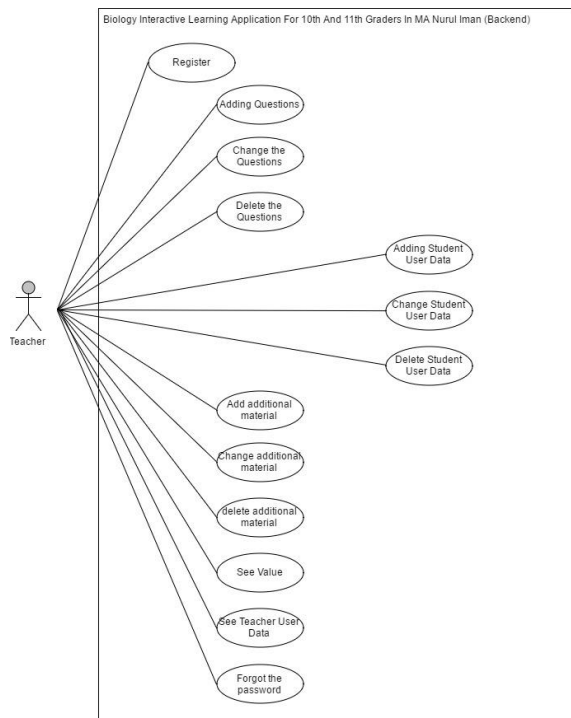 Biology Interactive Learning Application For 10th And 11th Graders In MA Nurul Iman (Backend)
Register
Adding Questions
Change the
Questions
Delete the
Questions
Adding Student
User Data
Change Student
User Data
Delete Student
User Data
Teacher
Add additional
material
Change additional
material
delete additional
material
See Value
See Teacher User
Data
Forgot the
password